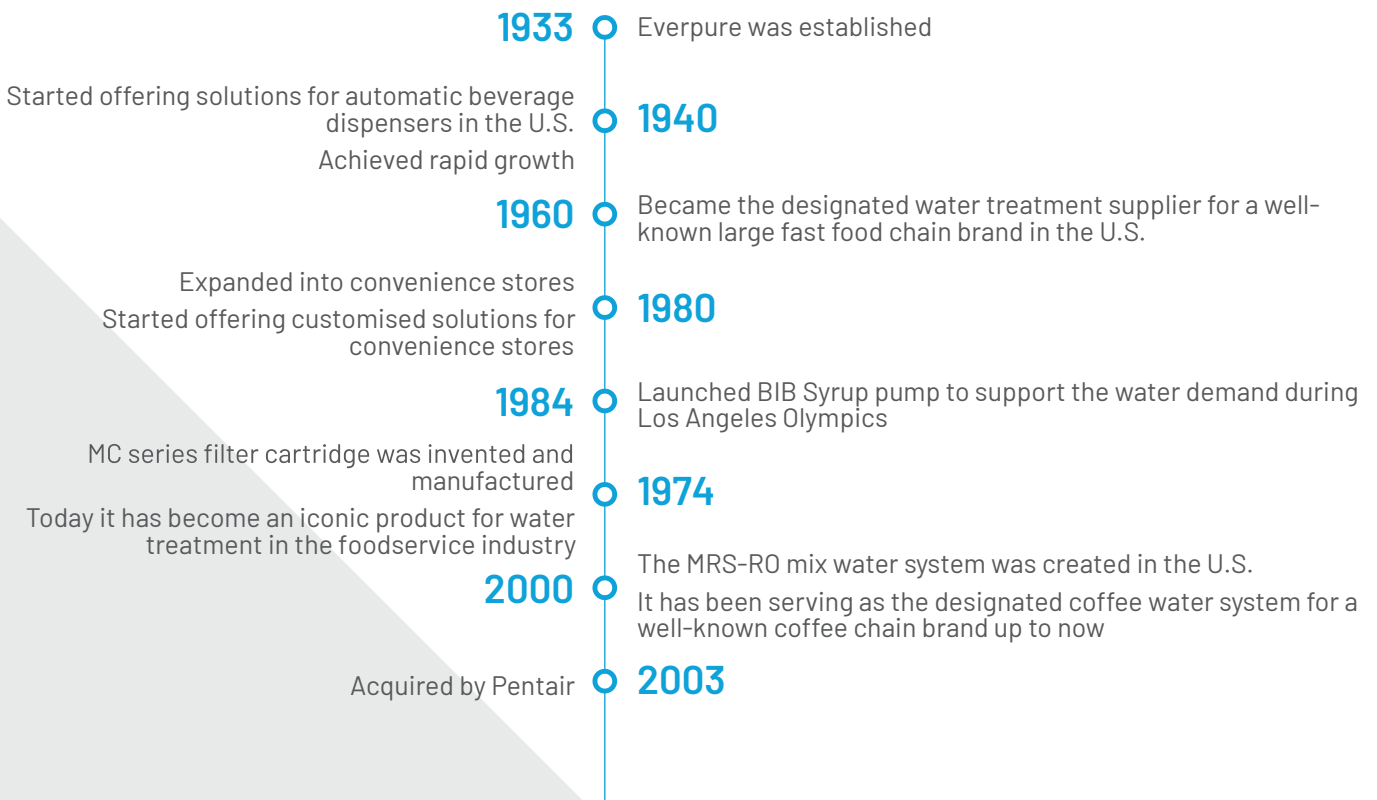 1933
Everpure was established
Started offering solutions for automatic beverage
dispensers in the U.S.
Achieved rapid growth
1940
1960
Became the designated water treatment supplier for a well-
known large fast food chain brand in the U.S.
Expanded into convenience stores
Started offering customised solutions for
convenience stores
1980
1984
Launched BIB Syrup pump to support the water demand during
Los Angeles Olympics
MC series filter cartridge was invented and
manufactured
Today it has become an iconic product for water
treatment in the foodservice industry
1974
2000
The MRS-RO mix water system was created in the U.S.
It has been serving as the designated coffee water system for a
well-known coffee chain brand up to now
Acquired by Pentair
2003